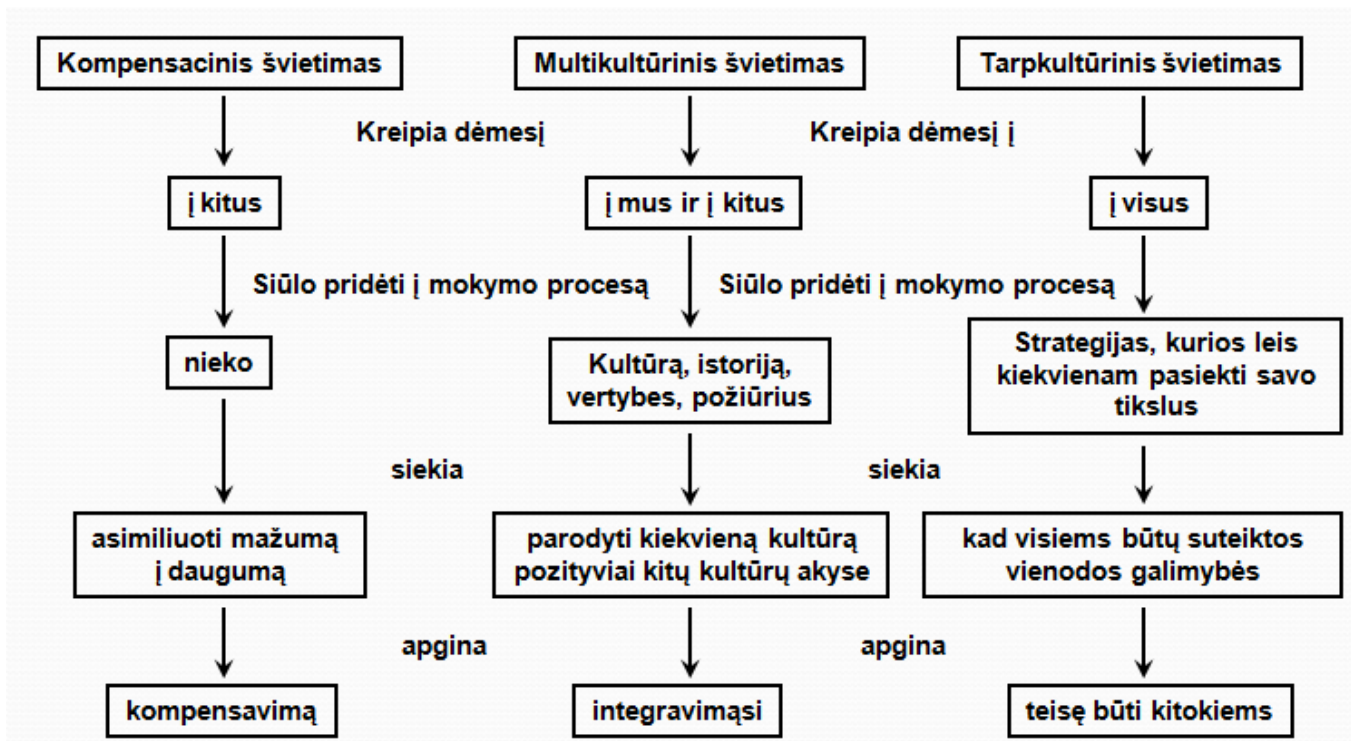 Kompensacinis švietimas
Multikultūrinis švietimas
Tarpkultūrinis švietimas
Kreipia dėmesį
Kreipia dėmesį į
į kitus
į mus ir į kitus
į visus
Siūlo pridėti į mokymo procesą
Siūlo pridėti į mokymo procesą
nieko
Kultūrą, istoriją,
vertybes, požiūrius
Strategijas, kurios leis
kiekvienam pasiekti savo
tikslus
siekia
siekia
asimiliuoti mažumą
į daugumą
parodyti kiekvieną kultūrą
pozityviai kitų kultūrų akyse
kad visiems būtų suteiktos
vienodos galimybės
apgina
apgina
kompensavimą
integravimąsi
teisę būti kitokiems